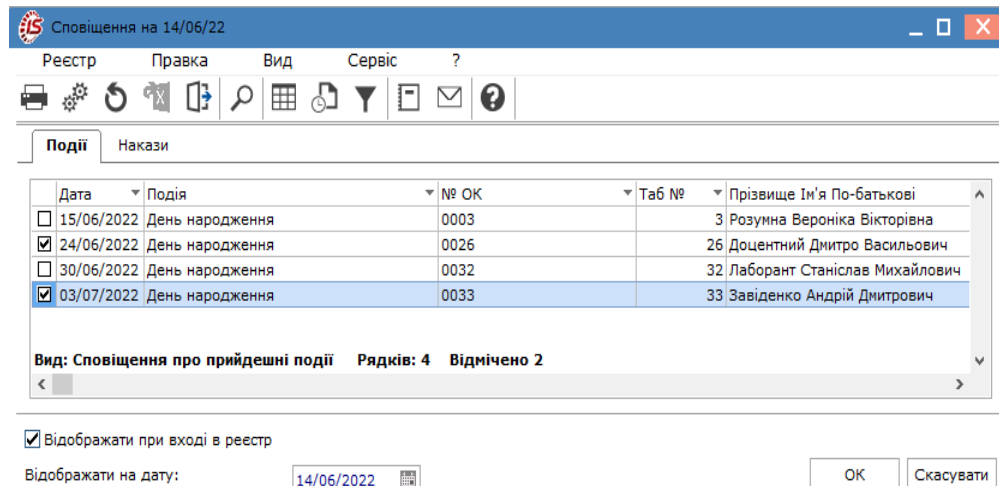 Сповіщення на 14/06/22
Реєстр Правка Вид Сервіс ?
Події Накази
Дата Подія № ОК Таб № Прізвище Ім'я По-батькові
15/06/2022 День народження 0003 3 Розумна Вероніка Вікторівна
24/06/2022 День народження 0026 26 Доцентний Дмитро Васильович
30/06/2022 День народження 0032 32 Лаборант Станіслав Михайлович
03/07/2022 День народження 0033 33 Завіденко Андрій Дмитрович
Вид: Сповіщення про прийдешні події Рядків: 4 Відмічено 2
Відображати при вході в реєстр
Відображати на дату: 14/06/2022 ОК Скасувати